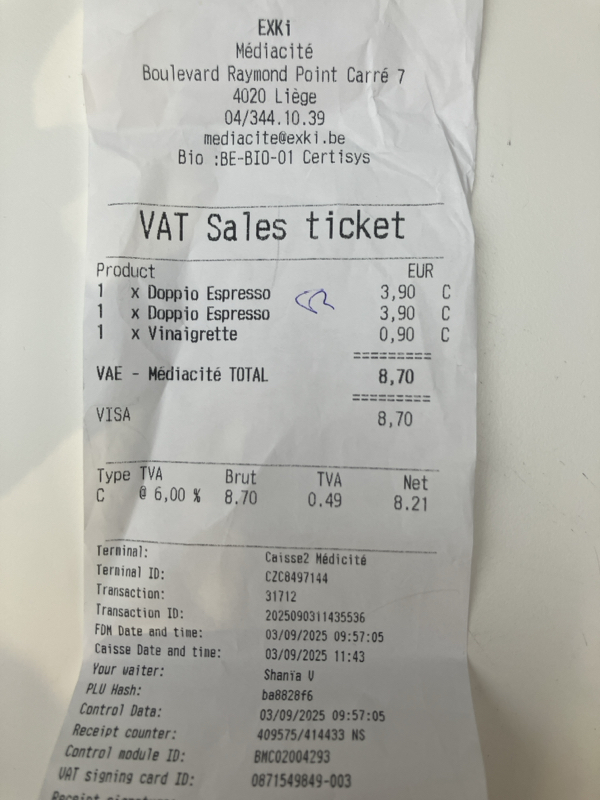 EXKi
Médiacité
Boulevard Raymond Point Carré 7
4020 Liège
04/344.10.39
mediacite@exki.be
Bio :BE-BIO-01 Certisys
VAT Sales ticket
Product EUR
1 x Doppio Espresso 3,90 C
1 x Doppio Espresso 3,90 C
1 x Vinaigrette 0,90 C
=========
VAE - Médiacité TOTAL 8,70
=========
VISA 8,70
Type TVA Brut TVA Net
C @ 6,00 % 8.70 0.49 8.21
Terminal: Caisse2 Médicité
Terminal ID: CZC8497144
Transaction: 31712
Transaction ID: 2025090311435536
FDM Date and time: 03/09/2025 09:57:05
Caisse Date and time: 03/09/2025 11:43
Your waiter: Shanïa V
PLU Hash: ba8828f6
Control Data: 03/09/2025 09:57:05
Receipt counter: 409575/414433 NS
Control module ID: BMC02004293
VAT signing card ID: 0871549849-003